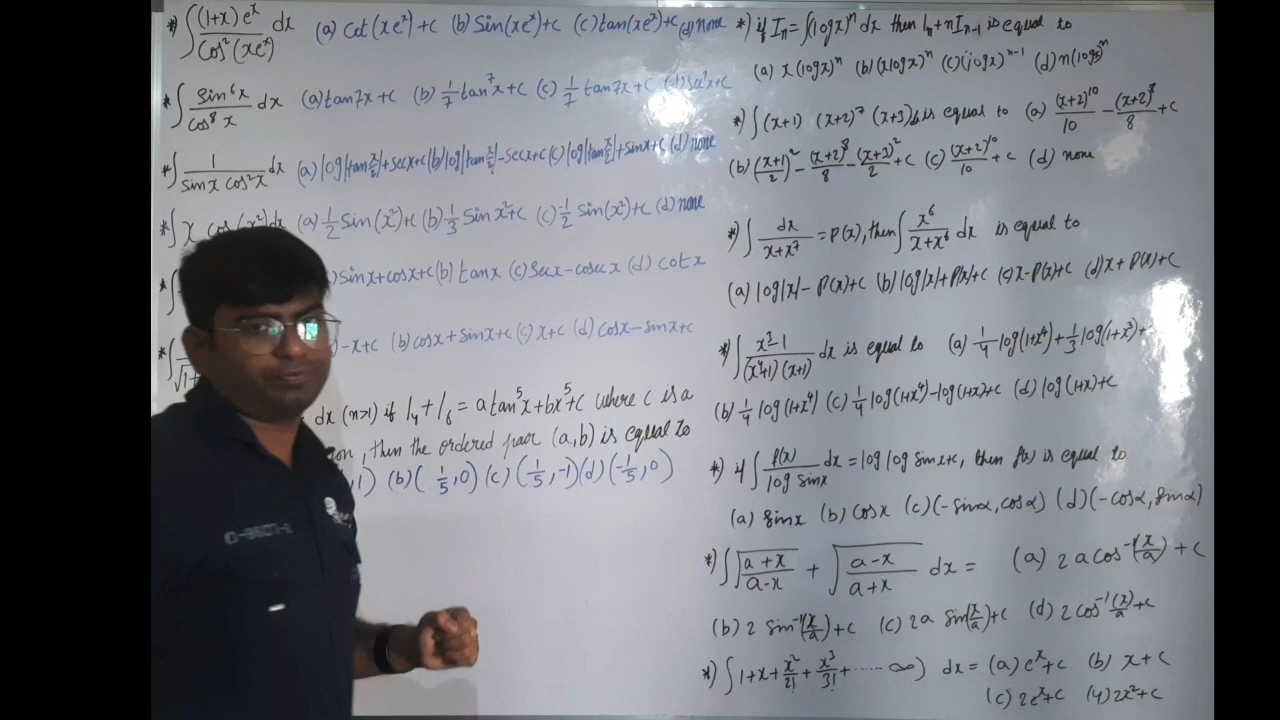 *) ∫ (1+x)eˣ / cos²(xeˣ) dx (a) Cot(xeˣ)+c (b) Sin(xeˣ)+c (c) tan(xeˣ)+c (d) none
* ∫ sin⁶x / cos⁸x dx (a) tan7x+c (b) 1/7 tan⁷x+c (c) 1/7 tan7x+c (d) sec⁷x+c
* ∫ 1 / sinx cos²x dx (a) log|tan x/2|+secx+c (b) log|tan x/2|-secx+c (c) log|tan x/2|+sinx+c (d) none
* ∫ x cos(x²)dx (a) 1/2 Sin(x²)+c (b) 1/3 Sin x²+c (c) -1/2 Sin(x²)+c (d) none
* ∫ Sinx+cosx+c (b) tanx (c) Secx-cosecx (d) cotx
* ∫ √1+ -x+c (b) cosx+sinx+c (c) x+c (d) cosx-sinx+c
dx (n>1) if I₄+I₆ = a tan⁵x+bx⁵+c where c is a
, then the ordered pair (a,b) is equal to
,1) (b) (1/5,0) (c) (1/5,-1) (d) (-1/5,0)
*) if Iₙ = ∫(logx)ⁿ dx then Iₙ+nIₙ₋₁ is equal to
(a) x(logx)ⁿ (b) (xlogx)ⁿ (c) (logx)ⁿ⁻¹ (d) n(logx)ⁿ
*) ∫(x+1) (x+2)⁷ (x+3)dx is equal to (a) (x+2)¹⁰/10 - (x+2)⁸/8 +c
(b) (x+1)²/2 - (x+2)⁸/8 - (x+3)²/2 +c (c) (x+2)¹⁰/10 +c (d) none
*) ∫ dx / x+x⁷ = P(x), then ∫ x⁶ / x+x⁶ dx is equal to
(a) log|x|- P(x)+c (b) log|x|+P(x)+c (c) x-P(x)+c (d) x+P(x)+c
*) ∫ x³-1 / (x⁴+1)(x+1) dx is equal to (a) 1/4 log(1+x⁴)+1/3 log(1+x³)+
(b) 1/4 log(1+x⁴) (c) 1/4 log(1+x⁴)-log(1+x)+c (d) log(1+x)+c
*) if ∫ f(x) / log sinx dx = log log sinx+c, then f(x) is equal to
(a) sinx (b) cosx (c) (-sinα, cosα) (d) (-cosα, sinα)
*) ∫ √a+x / a-x + √a-x / a+x dx = (a) 2a cos⁻¹(x/a)+c
(b) 2 sin⁻¹(x/a)+c (c) 2a sin(x/a)+c (d) 2 cos⁻¹(x/a)+c
*) ∫1+x+x²/2!+x³/3!+.....∞) dx = (a) eˣ+c (b) x+c
(c) 2eˣ+c (4) 2x²+c